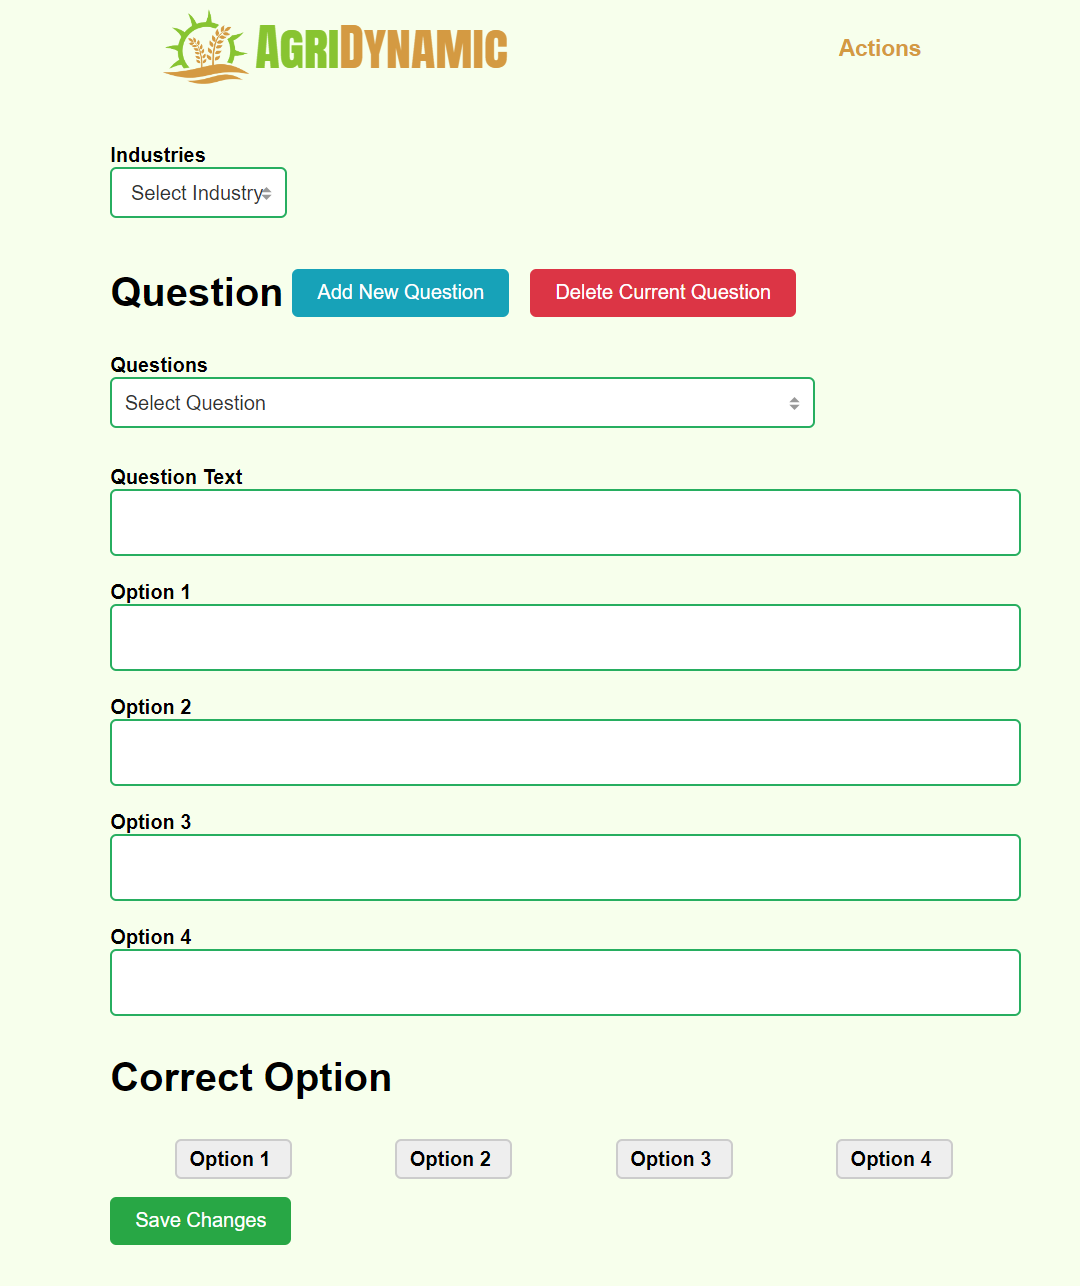 AGRIDYNAMIC
Actions
Industries
Select Industry
Question Add New Question Delete Current Question
Questions
Select Question
Question Text
Option 1
Option 2
Option 3
Option 4
Correct Option
Option 1 Option 2 Option 3 Option 4
Save Changes